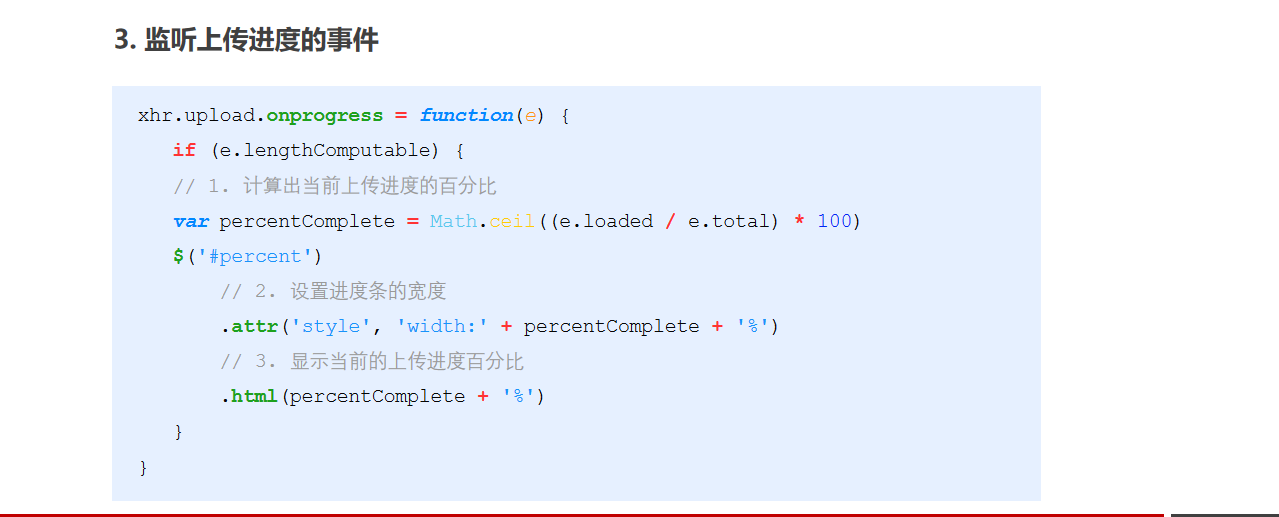 3. 监听上传进度的事件
xhr.upload.onprogress = function(e) {
if (e.lengthComputable) {
// 1. 计算出当前上传进度的百分比
var percentComplete = Math.ceil((e.loaded / e.total) * 100)
$('#percent')
// 2. 设置进度条的宽度
.attr('style', 'width:' + percentComplete + '%')
// 3. 显示当前的上传进度百分比
.html(percentComplete + '%')
}
}